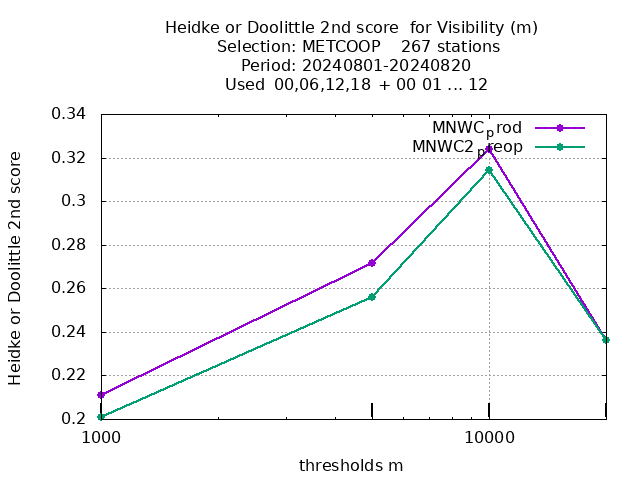 Heidke or Doolittle 2nd score  for Visibility (m)
Selection: METCOOP    267 stations
Period: 20240801-20240820
Used  00,06,12,18  + 00 01 ... 12
MNWCprod
MNWC2preop
0.34
0.32
0.3
0.28
0.26
0.24
0.22
0.2
Heidke or Doolittle 2nd score
1000
10000
thresholds m